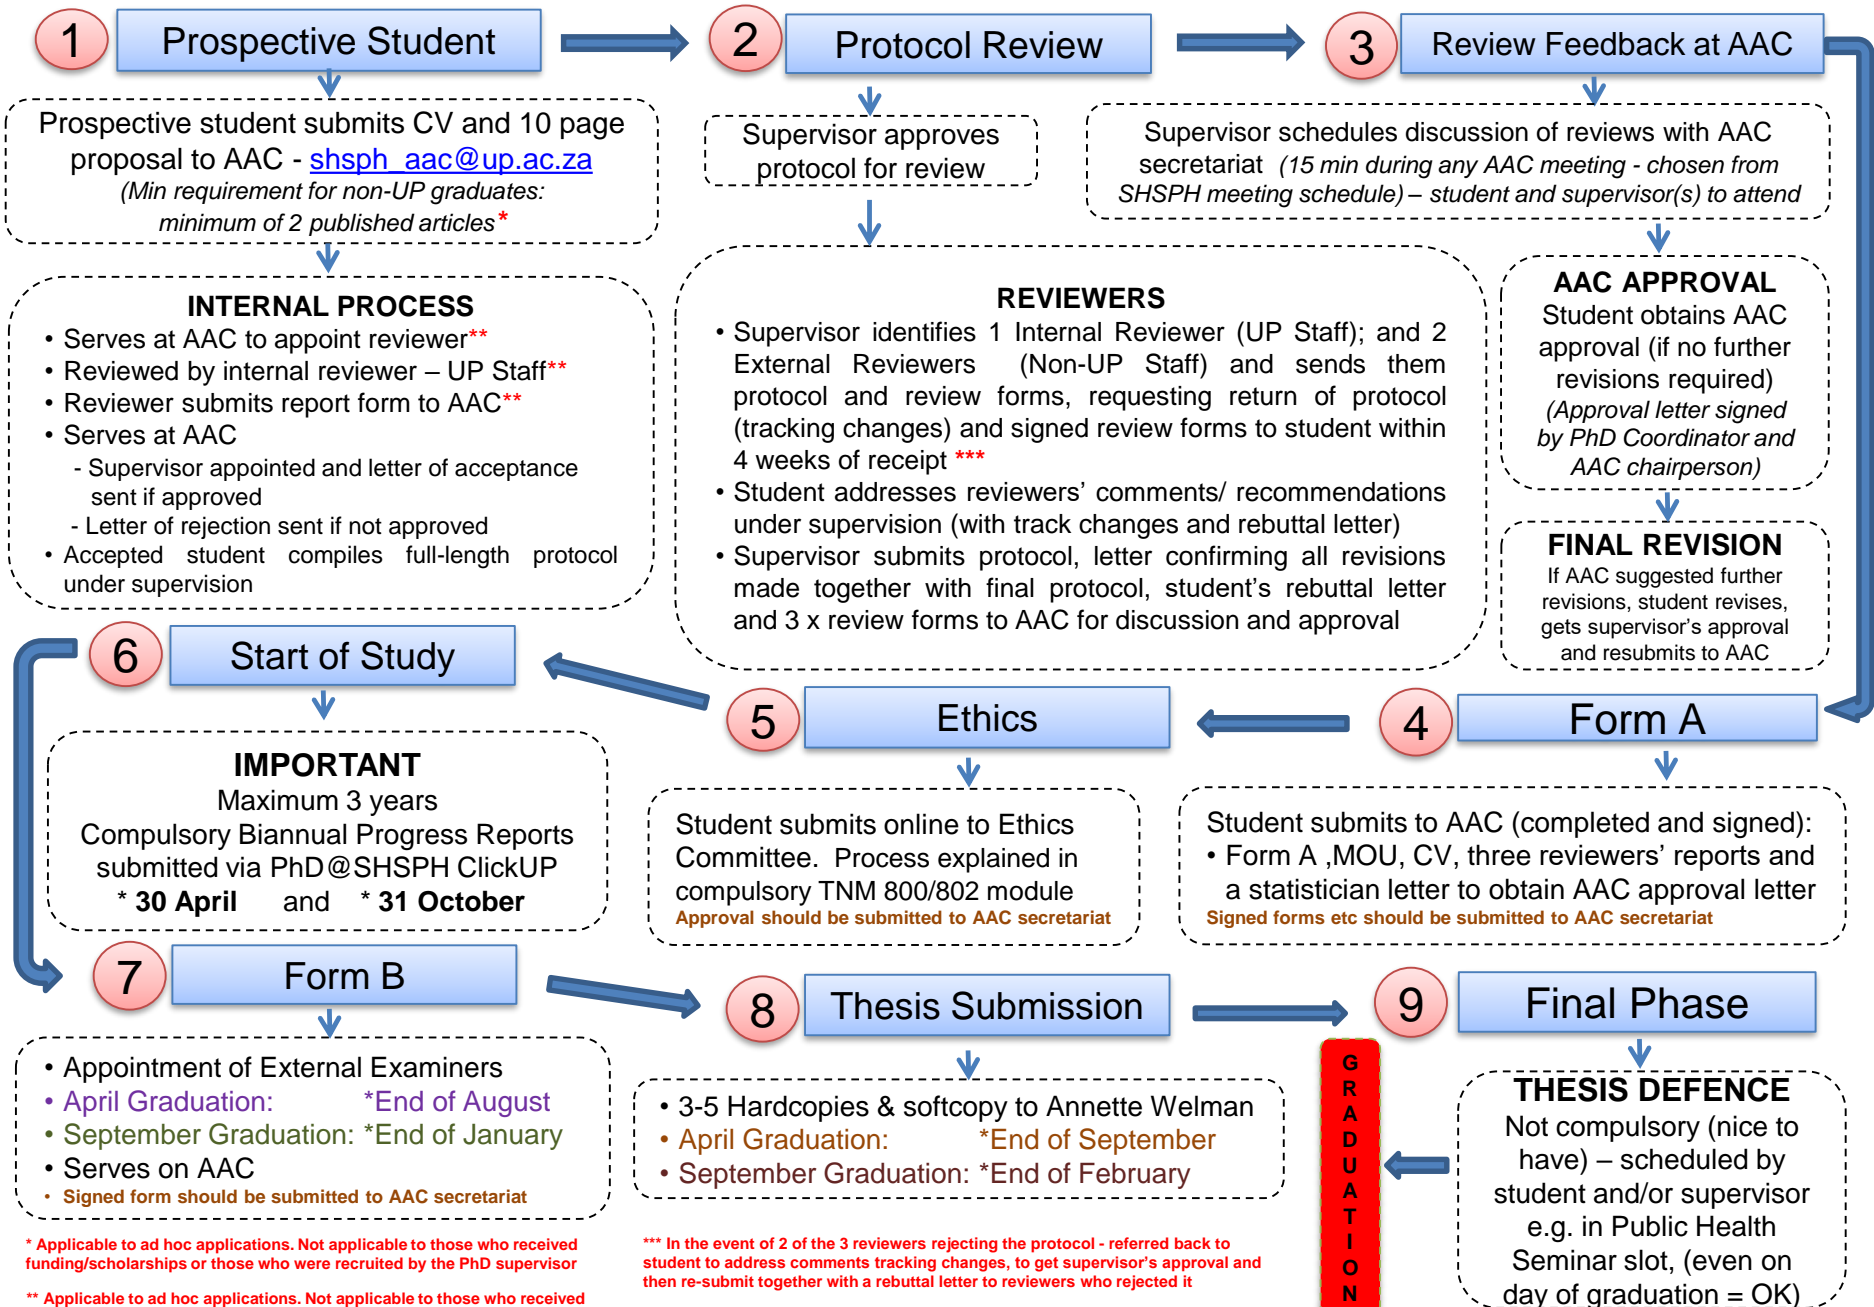 1
Prospective Student
Prospective student submits CV and 10 page
proposal to AAC - shsph_aac@up.ac.za
(Min requirement for non-UP graduates:
minimum of 2 published articles*
INTERNAL PROCESS
• Serves at AAC to appoint reviewer**
• Reviewed by internal reviewer – UP Staff**
• Reviewer submits report form to AAC**
• Serves at AAC
- Supervisor appointed and letter of acceptance
sent if approved
- Letter of rejection sent if not approved
• Accepted student compiles full-length protocol
under supervision
2
Protocol Review
Supervisor approves
protocol for review
REVIEWERS
• Supervisor identifies 1 Internal Reviewer (UP Staff); and 2
External Reviewers (Non-UP Staff) and sends them
protocol and review forms, requesting return of protocol
(tracking changes) and signed review forms to student within
4 weeks of receipt ***
• Student addresses reviewers’ comments/ recommendations
under supervision (with track changes and rebuttal letter)
• Supervisor submits protocol, letter confirming all revisions
made together with final protocol, student’s rebuttal letter
and 3 x review forms to AAC for discussion and approval
3
Review Feedback at AAC
Supervisor schedules discussion of reviews with AAC
secretariat (15 min during any AAC meeting - chosen from
SHSPH meeting schedule) – student and supervisor(s) to attend
AAC APPROVAL
Student obtains AAC
approval (if no further
revisions required)
(Approval letter signed
by PhD Coordinator and
AAC chairperson)
FINAL REVISION
If AAC suggested further
revisions, student revises,
gets supervisor’s approval
and resubmits to AAC
4
Form A
Student submits to AAC (completed and signed):
• Form A ,MOU, CV, three reviewers’ reports and
a statistician letter to obtain AAC approval letter
Signed forms etc should be submitted to AAC secretariat
5
Ethics
Student submits online to Ethics
Committee. Process explained in
compulsory TNM 800/802 module
Approval should be submitted to AAC secretariat
6
Start of Study
IMPORTANT
Maximum 3 years
Compulsory Biannual Progress Reports
submitted via PhD@SHSPH ClickUP
* 30 April and * 31 October
7
Form B
• Appointment of External Examiners
• April Graduation: *End of August
• September Graduation: *End of January
• Serves on AAC
• Signed form should be submitted to AAC secretariat
8
Thesis Submission
• 3-5 Hardcopies & softcopy to Annette Welman
• April Graduation: *End of September
• September Graduation: *End of February
9
Final Phase
THESIS DEFENCE
Not compulsory (nice to
have) – scheduled by
student and/or supervisor
e.g. in Public Health
Seminar slot, (even on
day of graduation = OK)
GRADUATION
* Applicable to ad hoc applications. Not applicable to those who received
funding/scholarships or those who were recruited by the PhD supervisor
** Applicable to ad hoc applications. Not applicable to those who received
*** In the event of 2 of the 3 reviewers rejecting the protocol - referred back to
student to address comments tracking changes, to get supervisor’s approval and
then re-submit together with a rebuttal letter to reviewers who rejected it